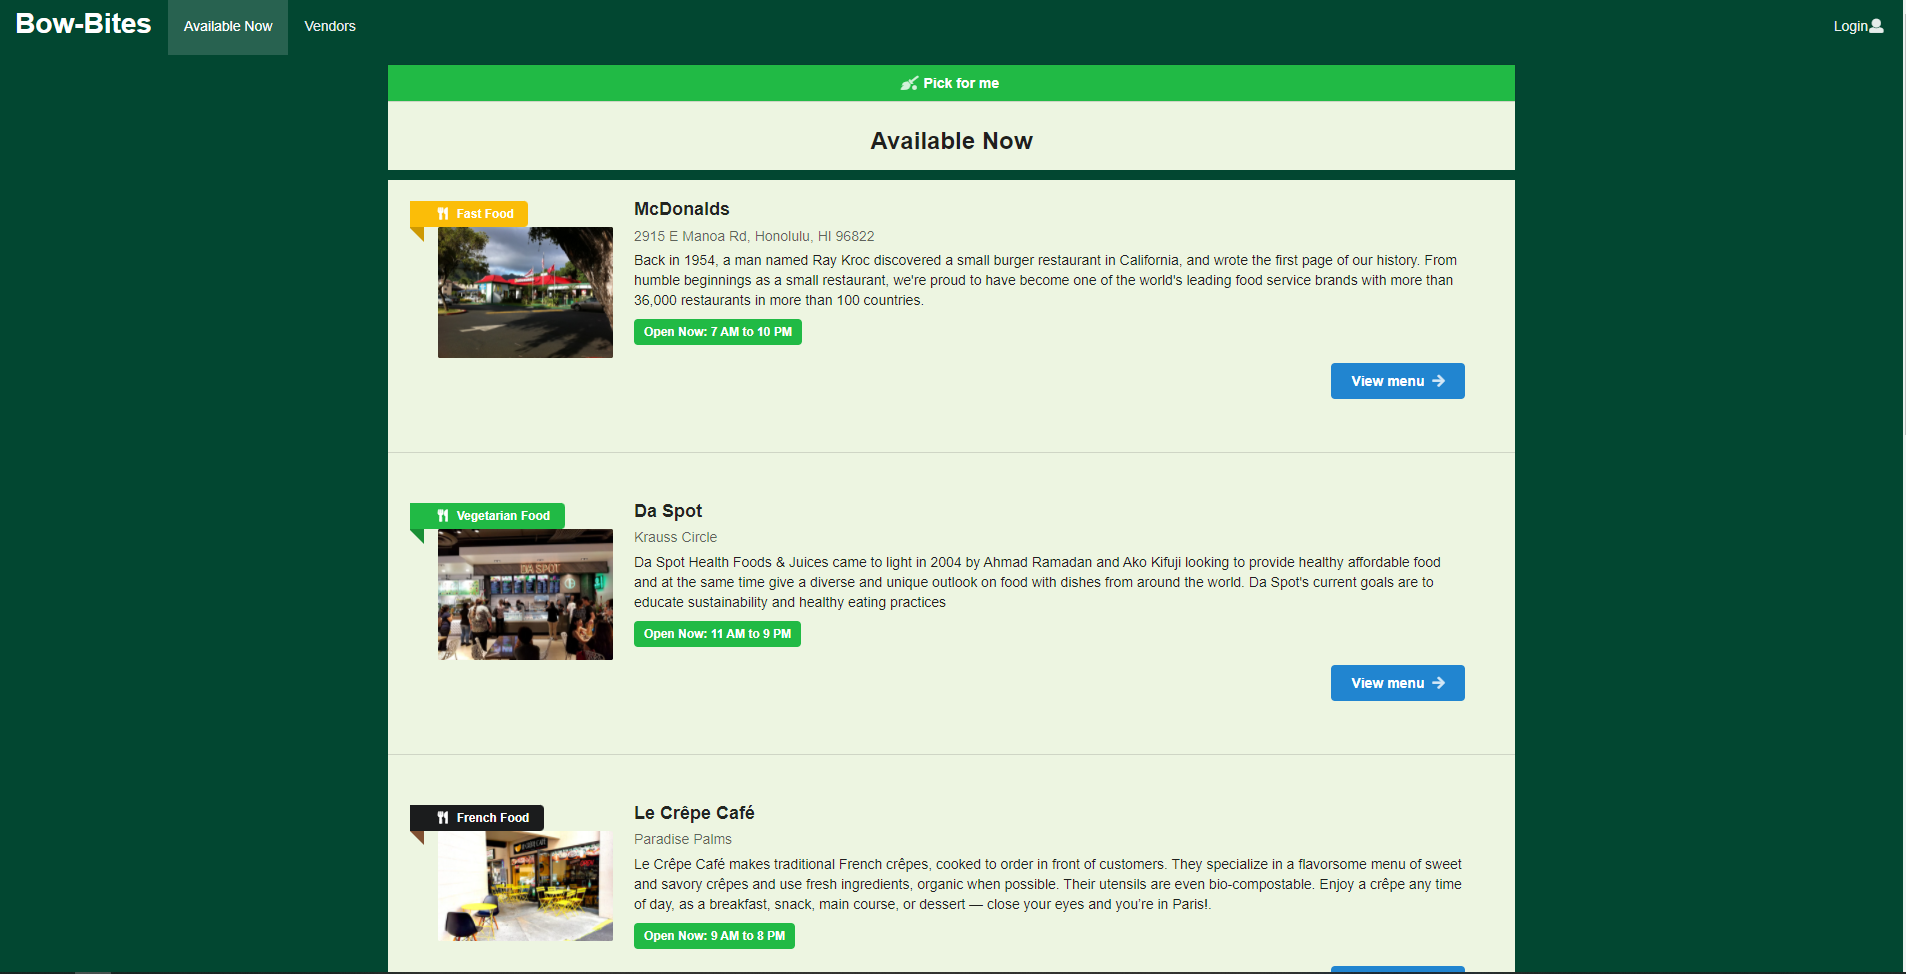 Bow-Bites
Available Now
Vendors
Login
Pick for me
Available Now
Fast Food
McDonalds
2915 E Manoa Rd, Honolulu, HI 96822
Back in 1954, a man named Ray Kroc discovered a small burger restaurant in California, and wrote the first page of our history. From
humble beginnings as a small restaurant, we're proud to have become one of the world's leading food service brands with more than
36,000 restaurants in more than 100 countries.
Open Now: 7 AM to 10 PM
View menu
Vegetarian Food
DA SPOT
Da Spot
Krauss Circle
Da Spot Health Foods & Juices came to light in 2004 by Ahmad Ramadan and Ako Kifuji looking to provide healthy affordable food
and at the same time give a diverse and unique outlook on food with dishes from around the world. Da Spot's current goals are to
educate sustainability and healthy eating practices
Open Now: 11 AM to 9 PM
View menu
French Food
Le Crêpe Café
Paradise Palms
Le Crêpe Café makes traditional French crêpes, cooked to order in front of customers. They specialize in a flavorsome menu of sweet
and savory crêpes and use fresh ingredients, organic when possible. Their utensils are even bio-compostable. Enjoy a crêpe any time
of day, as a breakfast, snack, main course, or dessert — close your eyes and you’re in Paris!.
Open Now: 9 AM to 8 PM